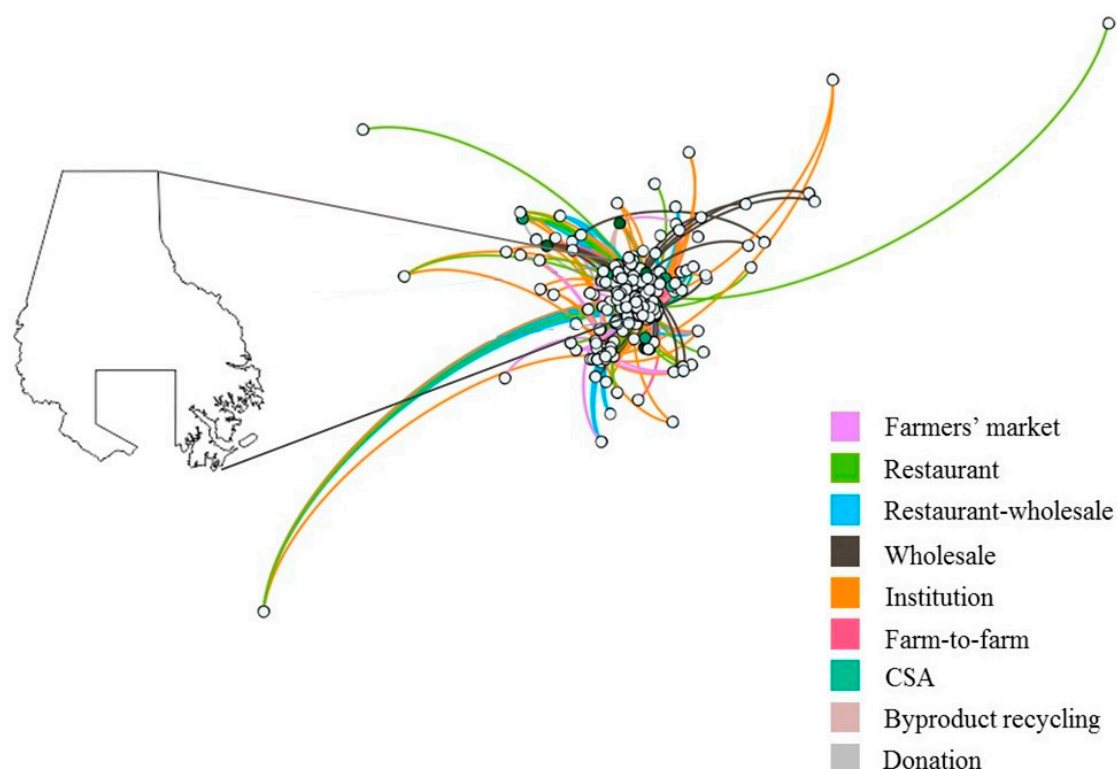 Farmers’ market
Restaurant
Restaurant-wholesale
Wholesale
Institution
Farm-to-farm
CSA
Byproduct recycling
Donation